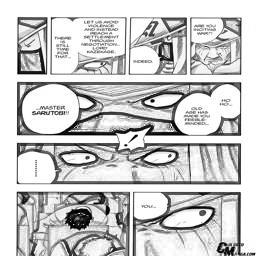 ARE YOU
INCITING
WAR?
LET US AVOID
VIOLENCE
AND INSTEAD
REACH A
SETTLEMENT
THROUGH
NEGOTIATION...
LORD
KAZEKAGE.
THERE
IS STILL
TIME
FOR
THAT...
INDEED.
HO
HO...
OLD
AGE HAS
MADE YOU
FEEBLE-
MINDED...
...MASTER
SARUTOBI!!
!?
.........
YOU...